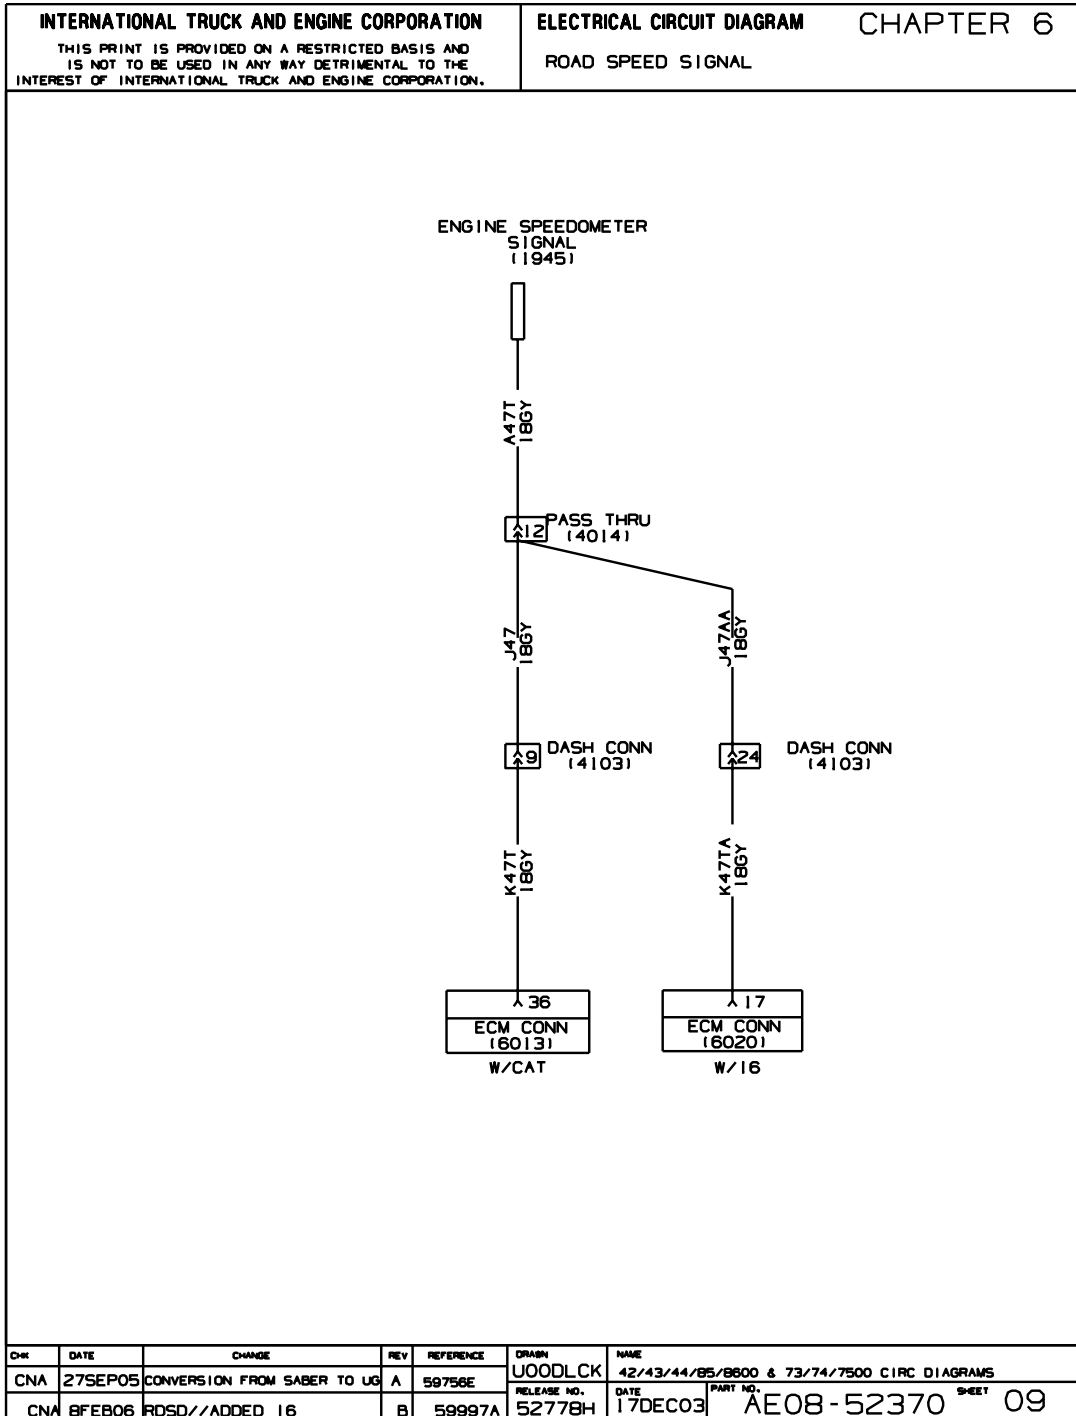 INTERNATIONAL TRUCK AND ENGINE CORPORATION
THIS PRINT IS PROVIDED ON A RESTRICTED BASIS AND
IS NOT TO BE USED IN ANY WAY DETRIMENTAL TO THE
INTEREST OF INTERNATIONAL TRUCK AND ENGINE CORPORATION.
ELECTRICAL CIRCUIT DIAGRAM CHAPTER 6
ROAD SPEED SIGNAL
ENGINE SPEEDOMETER
SIGNAL
(1945)
A47T
18GY
12
PASS THRU
(4014)
J47
18GY
J47AA
18GY
9
DASH CONN
(4103)
24
DASH CONN
(4103)
K47T
18GY
K47TA
18GY
36
ECM CONN
(6013)
W/CAT
17
ECM CONN
(6020)
W/I6
CHK DATE CHANGE REV REFERENCE
CNA 27SEP05 CONVERSION FROM SABER TO UG A 59756E
CNA 8FEB06 RDSD//ADDED I6 B 59997A
DRAWN
UOODLCK
NAME
42/43/44/85/8600 & 73/74/7500 CIRC DIAGRAMS
RELEASE NO.
52778H
DATE
17DEC03
PART NO.
AE08-52370
SHEET
09